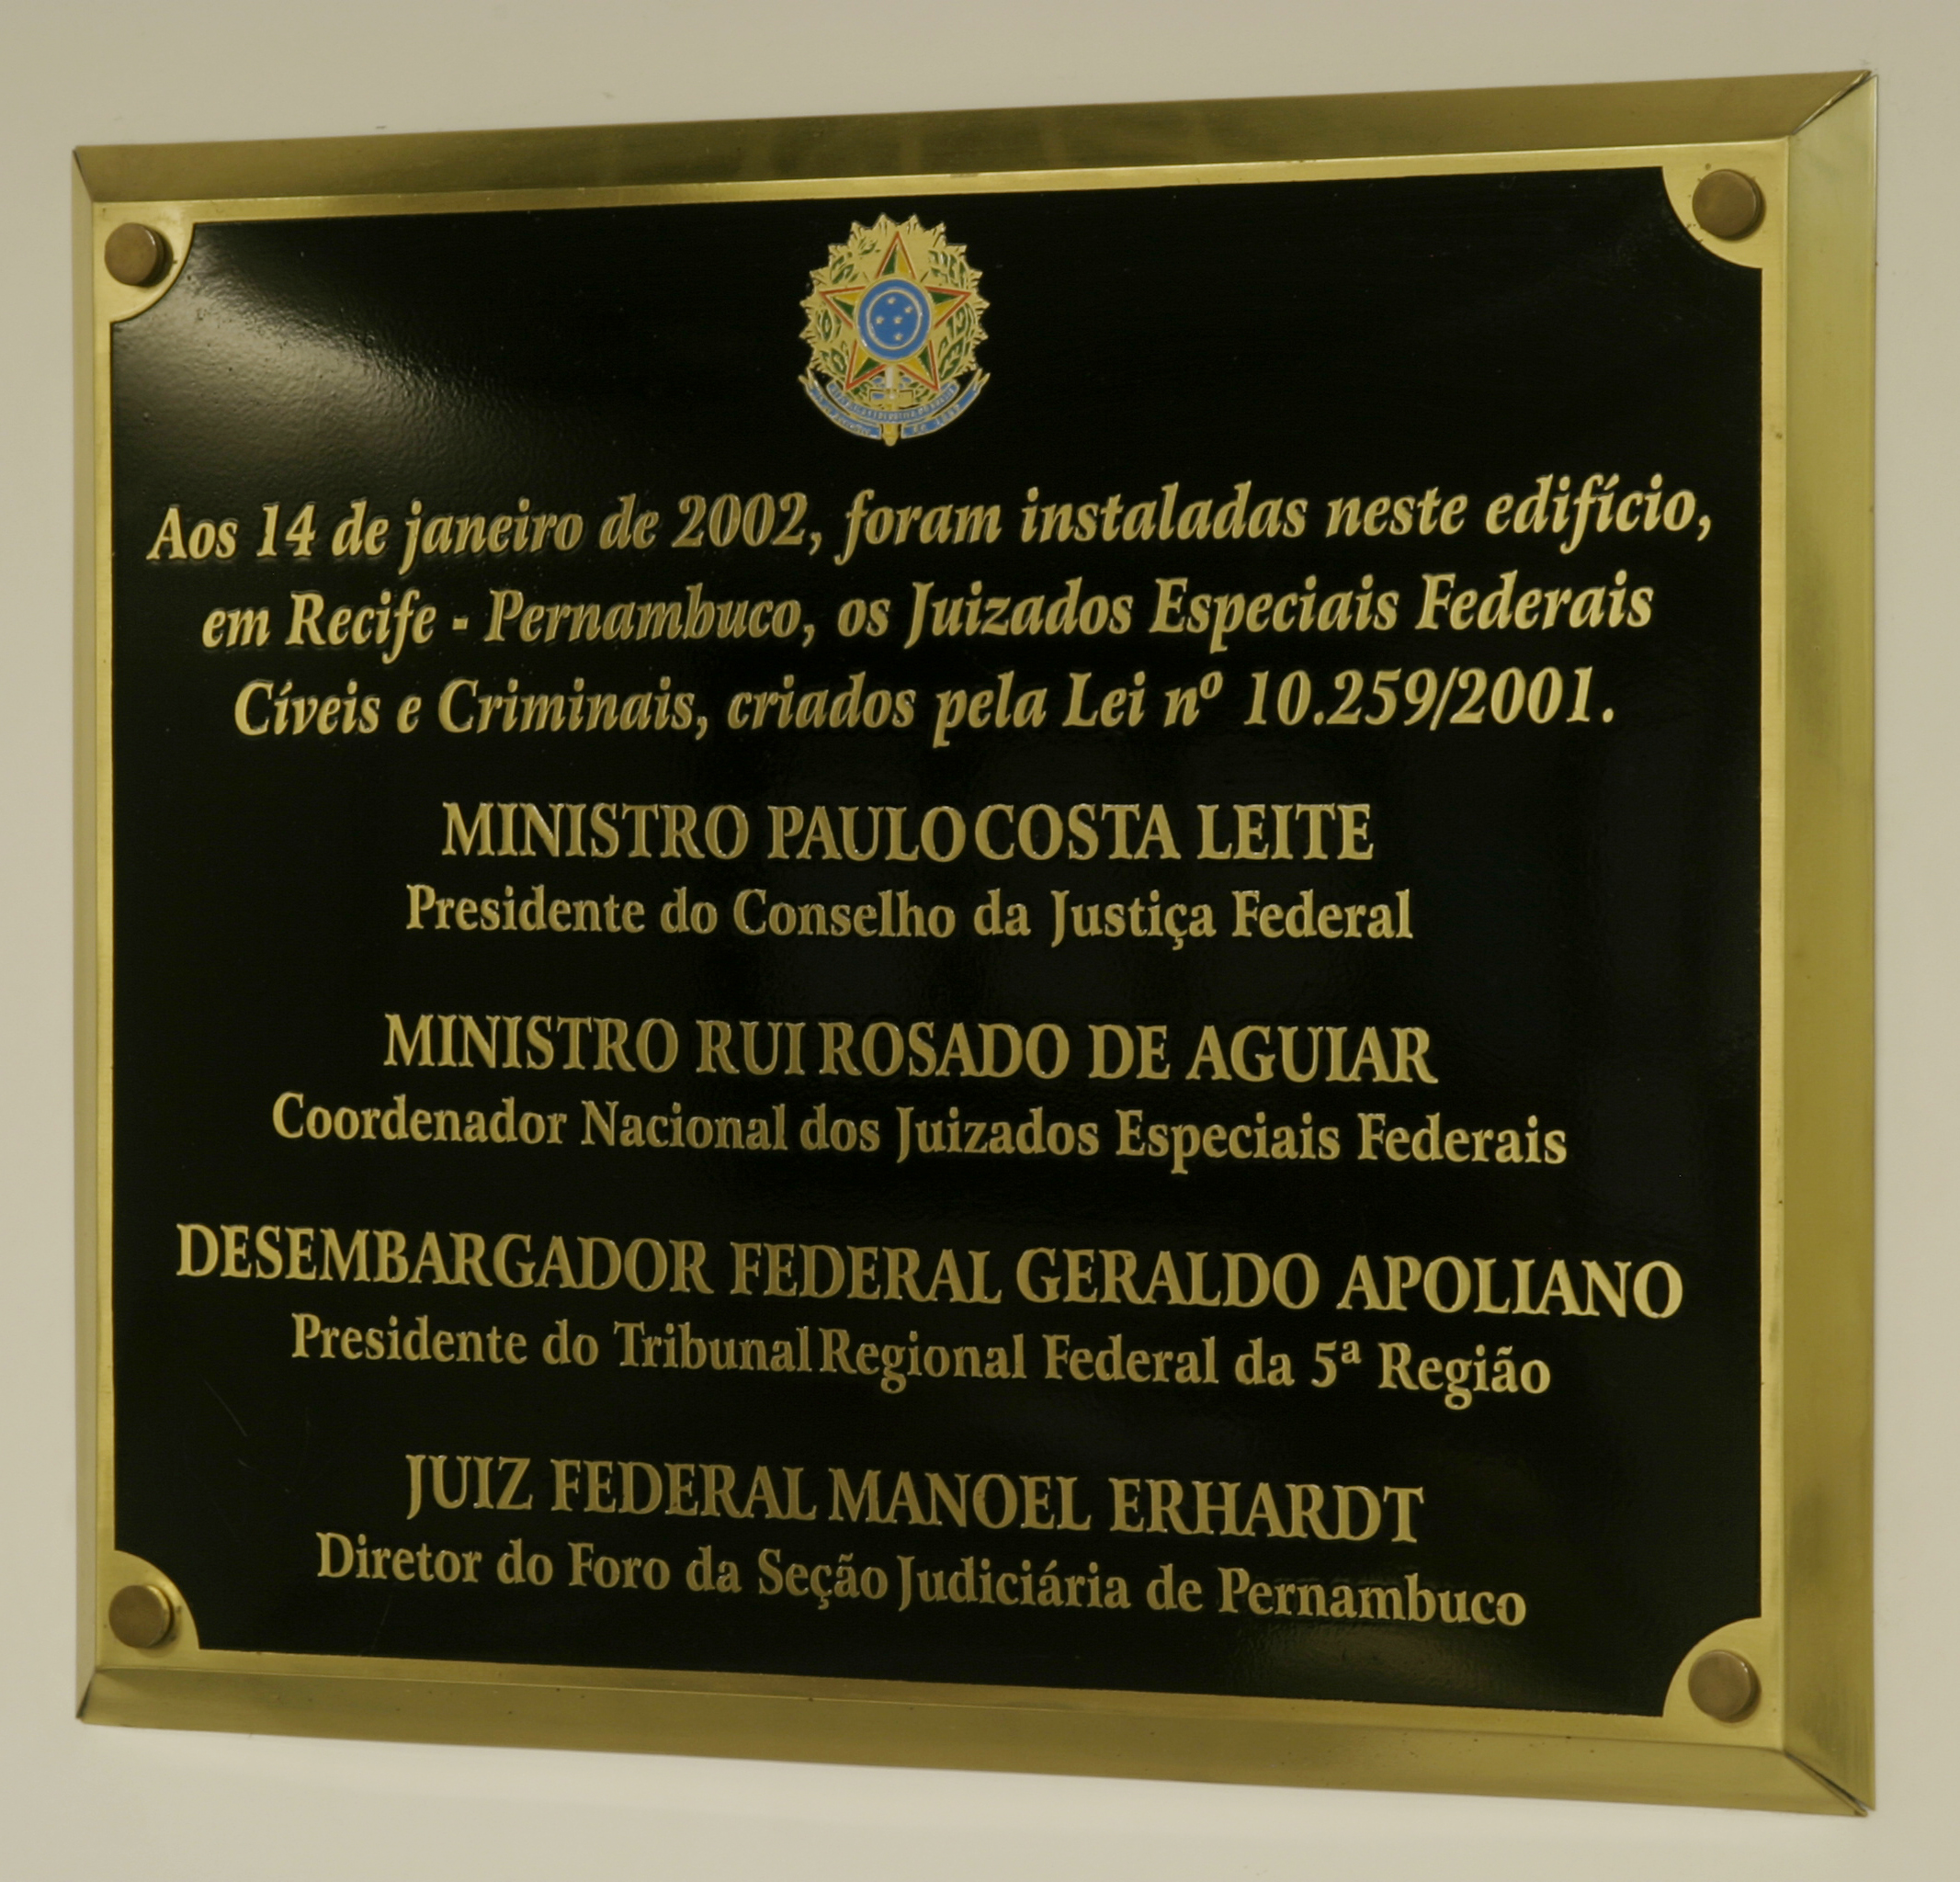 Aos 14 de janeiro de 2002, foram instaladas neste edifício,
em Recife - Pernambuco, os Juizados Especiais Federais
Cíveis e Criminais, criados pela Lei nº 10.259/2001.
MINISTRO PAULO COSTA LEITE
Presidente do Conselho da Justiça Federal
MINISTRO RUI ROSADO DE AGUIAR
Coordenador Nacional dos Juizados Especiais Federais
DESEMBARGADOR FEDERAL GERALDO APOLIANO
Presidente do Tribunal Regional Federal da 5ª Região
JUIZ FEDERAL MANOEL ERHARDT
Diretor do Foro da Seção Judiciária de Pernambuco